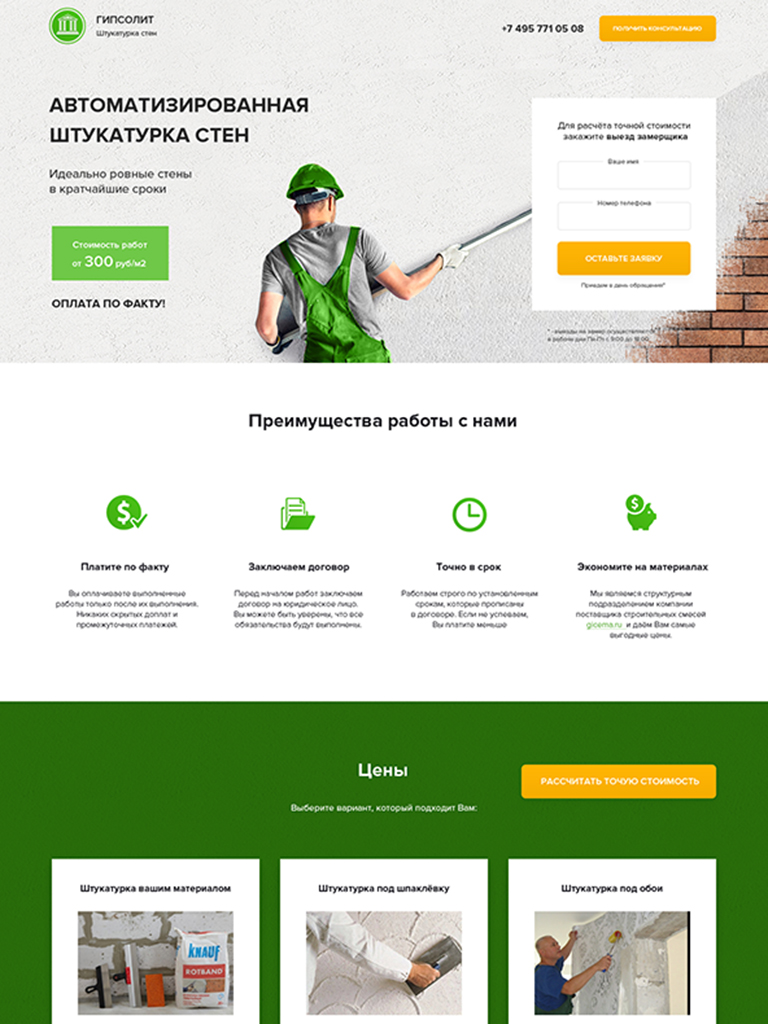 ГИПСОЛИТ
Штукатурка стен
+7 495 771 05 08
ПОЛУЧИТЬ КОНСУЛЬТАЦИЮ
АВТОМАТИЗИРОВАННАЯ
ШТУКАТУРКА СТЕН
Идеально ровные стены
в кратчайшие сроки
Стоимость работ
от 300 руб/м2
ОПЛАТА ПО ФАКТУ!
Для расчёта точной стоимости
закажите выезд замерщика
Ваше имя
Номер телефона
ОСТАВЬТЕ ЗАЯВКУ
Приедем в день обращения*
* - выезды на замер осуществляются
в рабочие дни Пн-Пт с 9:00 до 18:00
Преимущества работы с нами
Платите по факту
Вы оплачиваете выполненные
работы только после их выполнения.
Никаких скрытых доплат и
промежуточных платежей.
Заключаем договор
Перед началом работ заключаем
договор на юридическое лицо.
Вы можете быть уверены, что все
обязательства будут выполнены.
Точно в срок
Работаем строго по установленным
срокам, которые прописаны
в договоре. Если не успеваем,
Вы платите меньше
Экономите на материалах
Мы являемся структурным
подразделением компании
поставщика строительных смесей
gicema.ru и даём Вам самые
выгодные цены.
Цены
Выберите вариант, который подходит Вам:
РАССЧИТАТЬ ТОЧУЮ СТОИМОСТЬ
Штукатурка вашим материалом
Штукатурка под шпаклёвку
Штукатурка под обои
KNAUF
ROTBAND